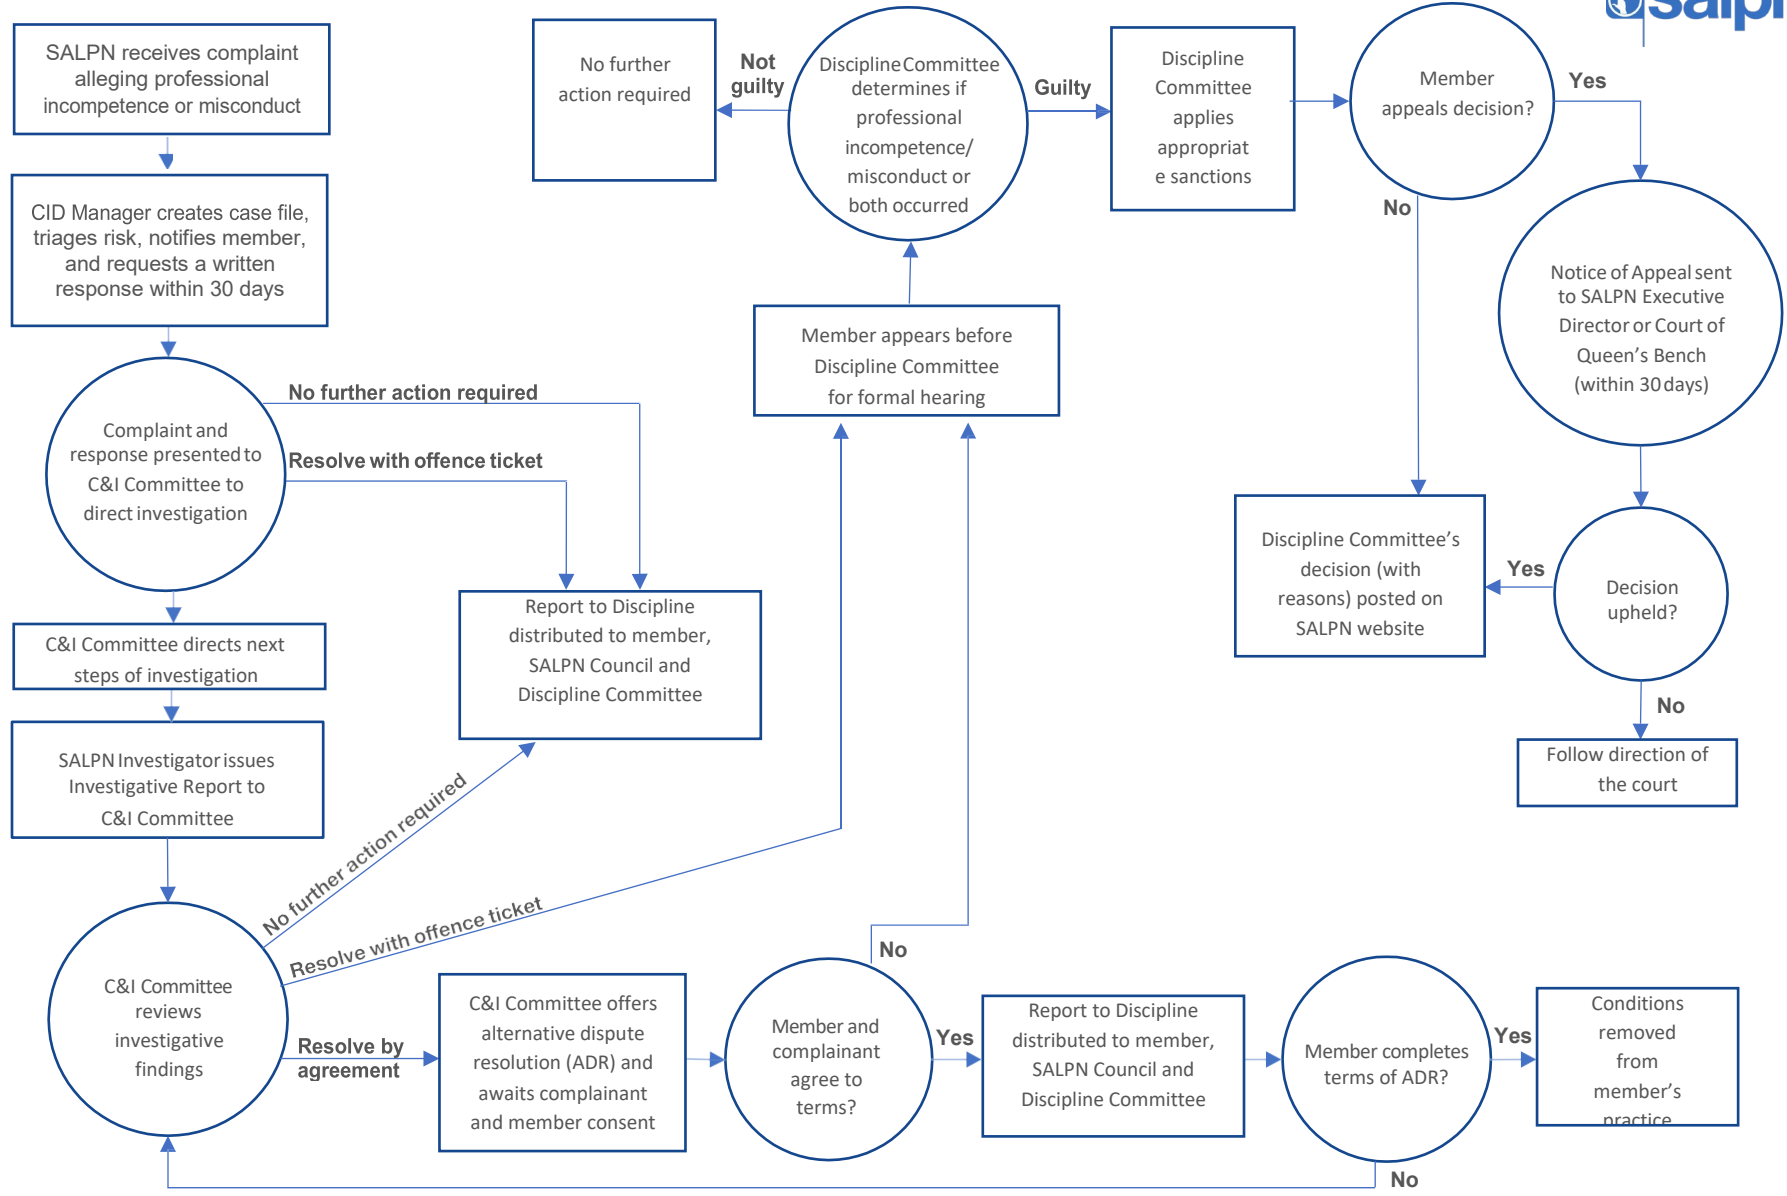 salpn
SALPN receives complaint
alleging professional
incompetence or misconduct
CID Manager creates case file,
triages risk, notifies member,
and requests a written
response within 30 days
Complaint and
response presented to
C&I Committee to
direct investigation
No further action required
Resolve with offence ticket
C&I Committee directs next
steps of investigation
SALPN Investigator issues
Investigative Report to
C&I Committee
C&I Committee
reviews
investigative
findings
No further action required
Resolve with offence ticket
Resolve by
agreement
Report to Discipline
distributed to member,
SALPN Council and
Discipline Committee
C&I Committee offers
alternative dispute
resolution (ADR) and
awaits complainant
and member consent
Member and
complainant
agree to
terms?
No
Yes
Report to Discipline
distributed to member,
SALPN Council and
Discipline Committee
Member completes
terms of ADR?
Yes
No
Conditions
removed
from
member's
practice
Member appears before
Discipline Committee
for formal hearing
Discipline Committee
determines if
professional
incompetence/
misconduct or
both occurred
Not
guilty
No further
action required
Guilty
Discipline
Committee
applies
appropriat
e sanctions
Member
appeals decision?
Yes
No
Notice of Appeal sent
to SALPN Executive
Director or Court of
Queen's Bench
(within 30 days)
Decision
upheld?
Yes
No
Discipline Committee's
decision (with
reasons) posted on
SALPN website
Follow direction of
the court